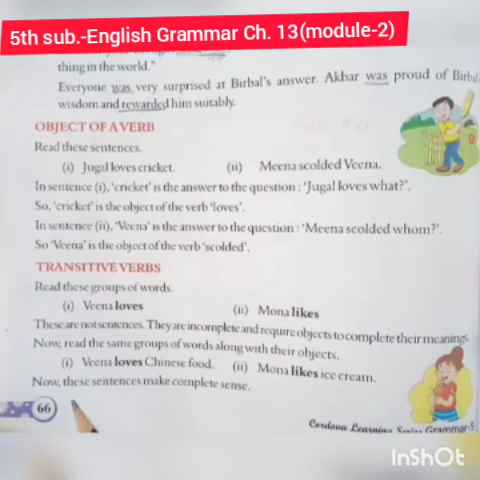 5th sub.-English Grammar Ch. 13(module-2)
thing in the world."
Everyone was very surprised at Birbal's answer. Akbar was proud of Birbal
wisdom and rewarded him suitably.
OBJECT OF A VERB
Read these sentences.
(i) Jugal loves cricket. (ii) Meena scolded Veena.
In sentence (i), 'cricket' is the answer to the question : 'Jugal loves what?'.
So, 'cricket' is the object of the verb 'loves'.
In sentence (ii), 'Veena' is the answer to the question : 'Meena scolded whom?'.
So 'Veena' is the object of the verb 'scolded'.
TRANSITIVE VERBS
Read these groups of words.
(i) Veena loves (ii) Mona likes
These are not sentences. They are incomplete and require objects to complete their meanings.
Now, read the same groups of words along with their objects.
(i) Veena loves Chinese food. (ii) Mona likes ice cream.
Now, these sentences make complete sense.
66
Cordova Learning Series Grammar-5
InShOt